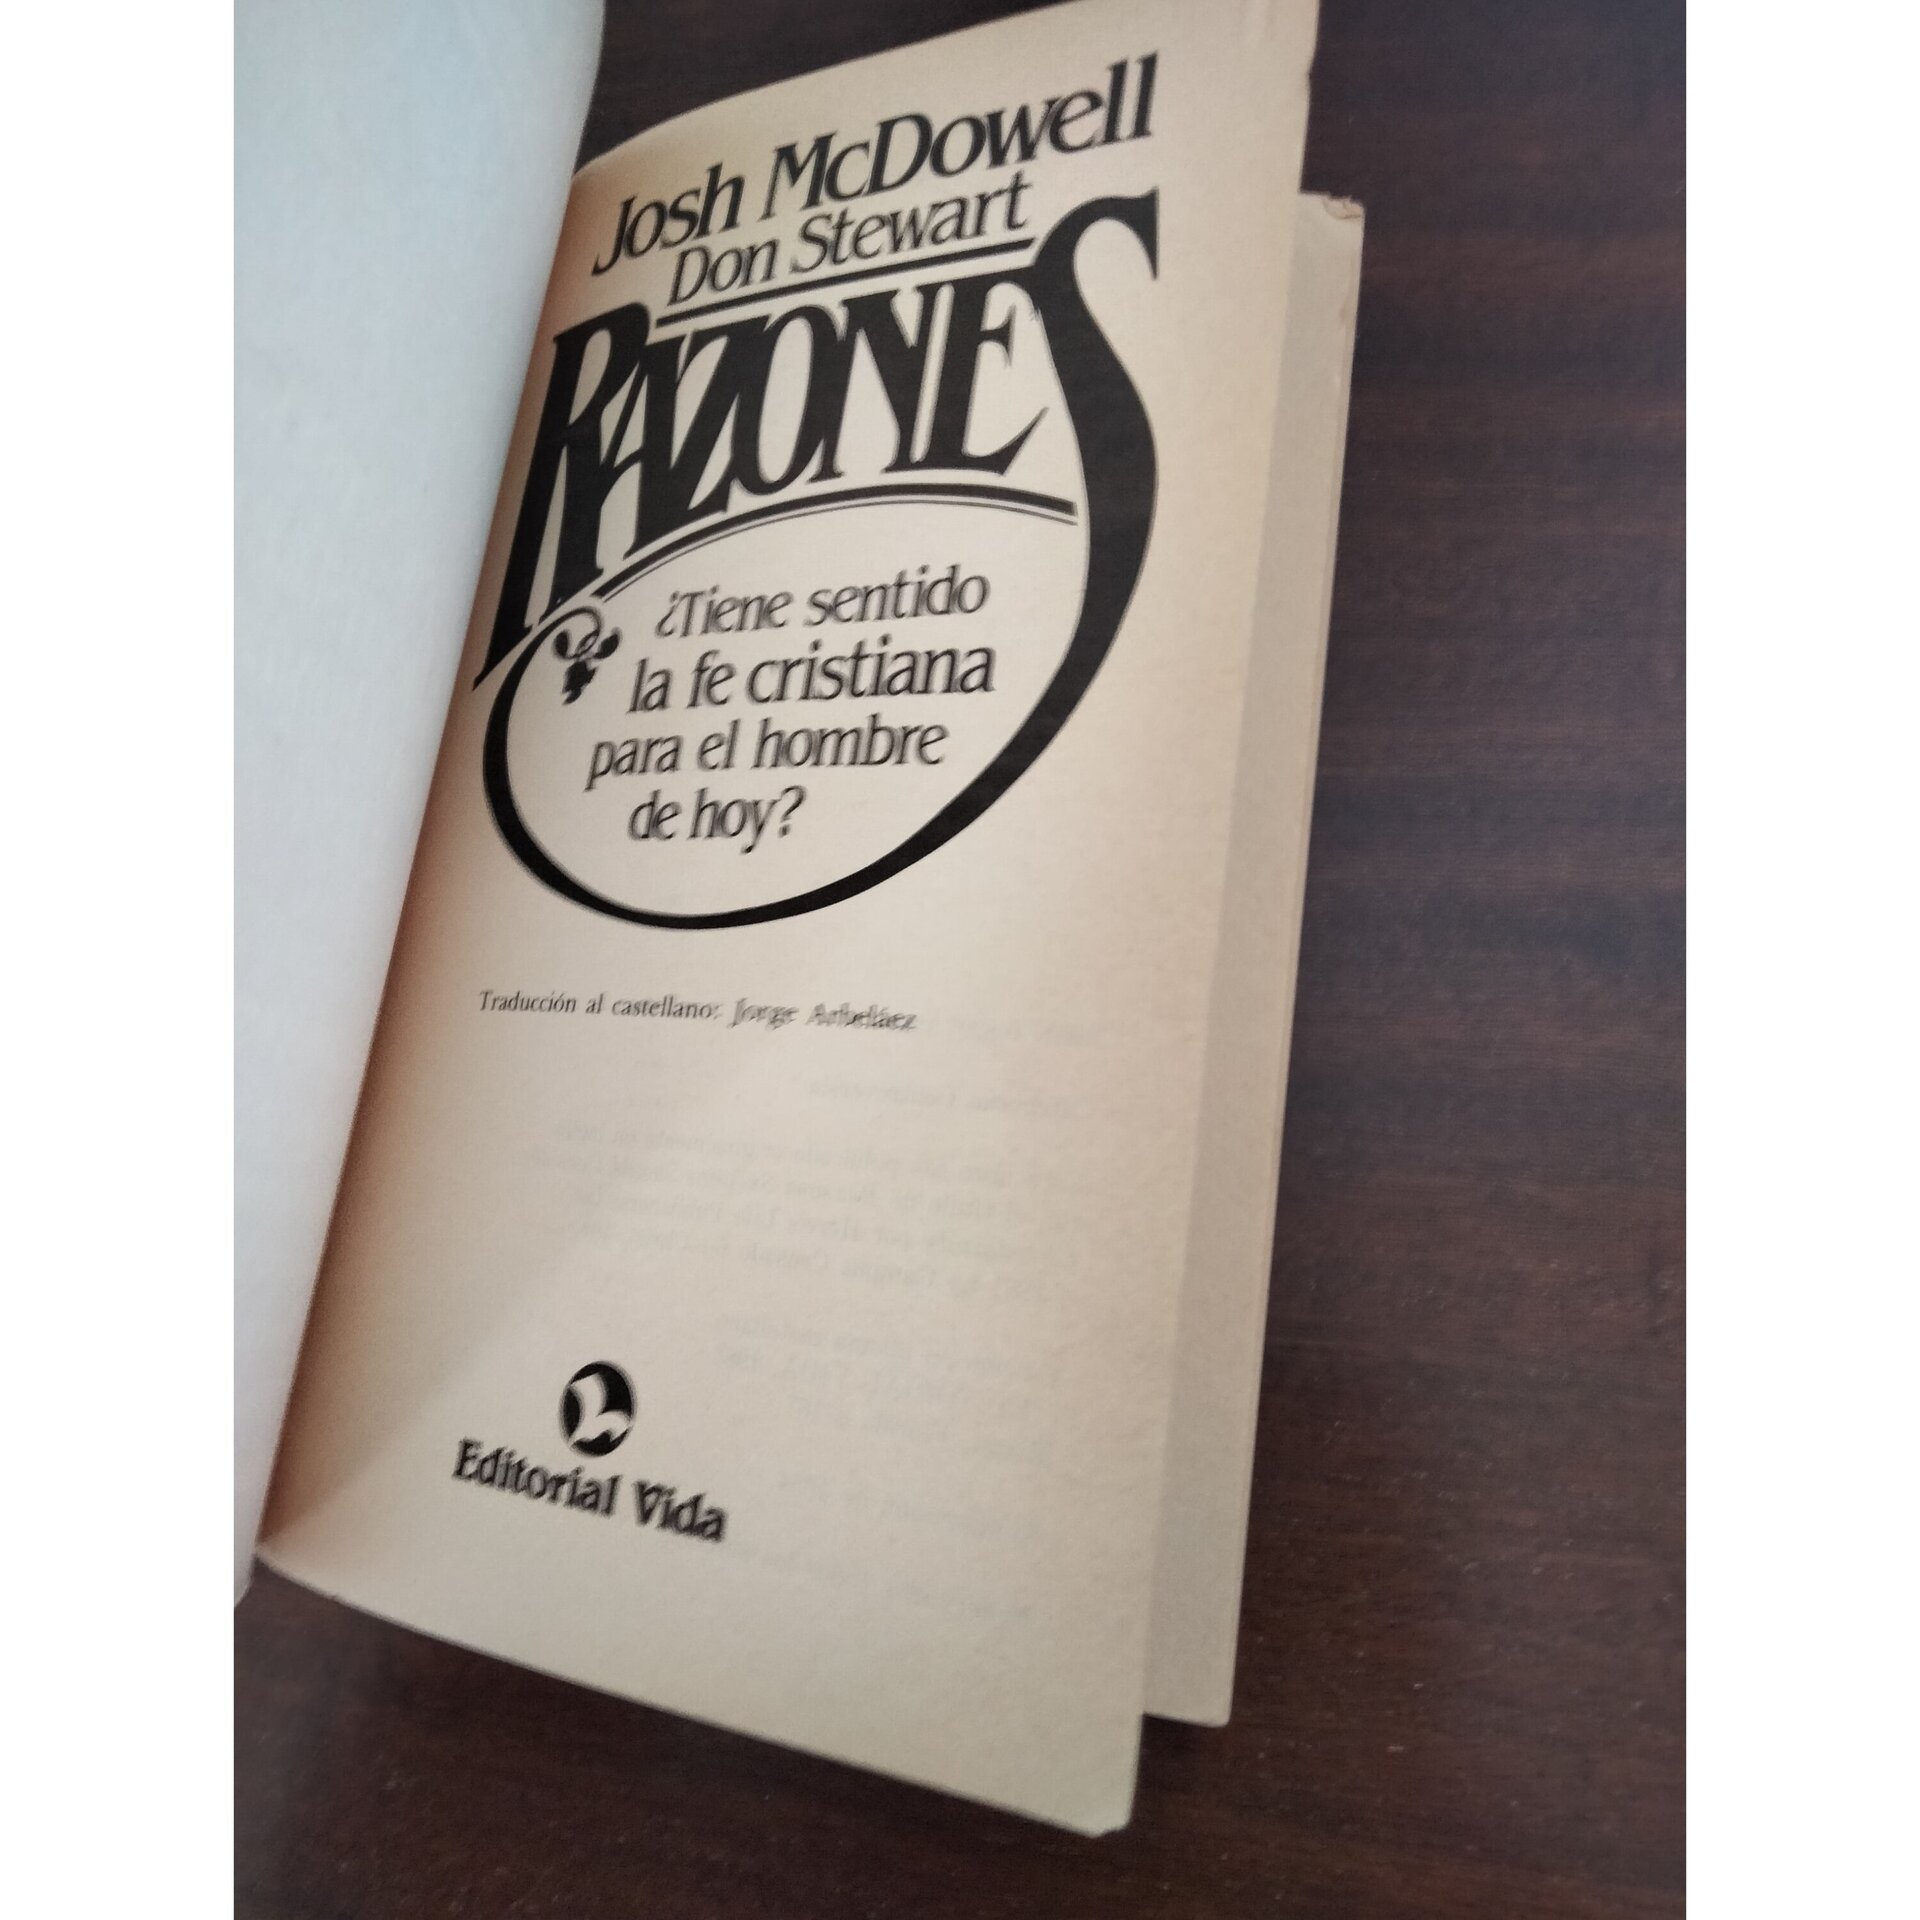 Josh McDowell
Don Stewart
RAZONES
¿Tiene sentido
la fe cristiana
para el hombre
de hoy?
Traducción al castellano: Jorge Arbeláez
Editorial Vida